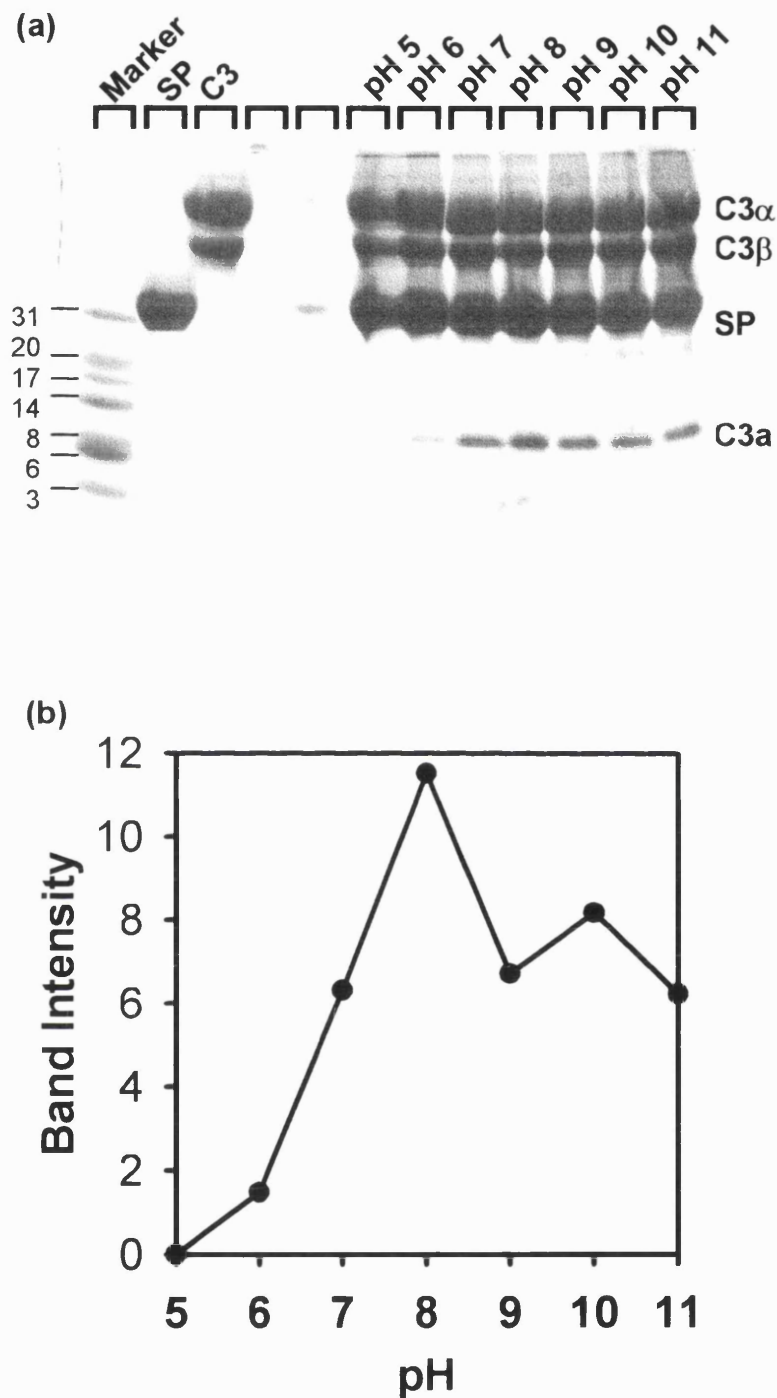 (a)
Marker SP C3 pH 5 pH 6 pH 7 pH 8 pH 9 pH 10 pH 11
C3α
C3β
SP
C3a
31
20
17
14
8
6
3
(b)
12
10
8
6
4
2
0
Band Intensity
5 6 7 8 9 10 11
pH